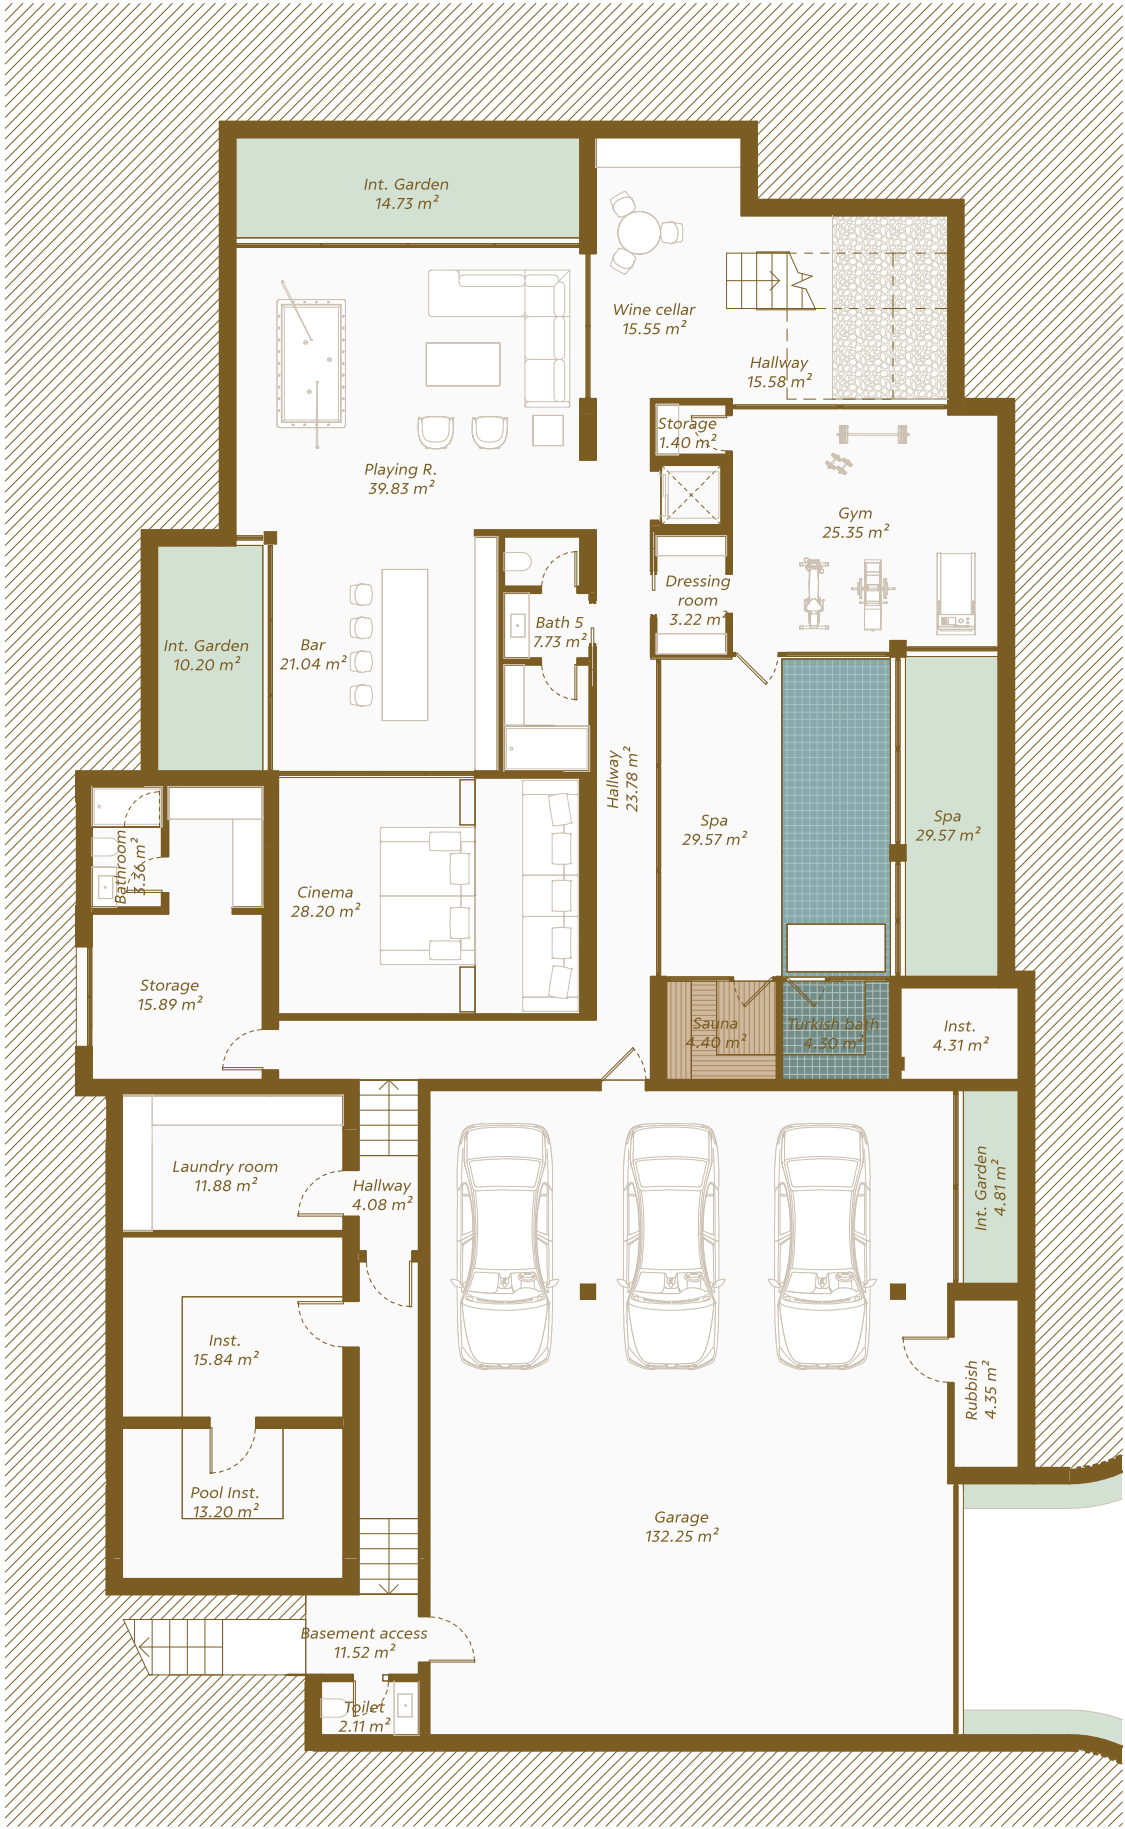 Int. Garden
14.73 m²
Wine cellar
15.55 m²
Hallway
15.58 m²
Storage
1.40 m²
Playing R.
39.83 m²
Gym
25.35 m²
Dressing
room
3.22 m²
Bath 5
7.73 m²
Int. Garden
10.20 m²
Bar
21.04 m²
Hallway
23.78 m²
Spa
29.57 m²
Spa
29.57 m²
Bathroom
3.36 m²
Cinema
28.20 m²
Storage
15.89 m²
Sauna
4.40 m²
Turkish bath
4.30 m²
Inst.
4.31 m²
Laundry room
11.88 m²
Hallway
4.08 m²
Int. Garden
4.81 m²
Inst.
15.84 m²
Rubbish
4.35 m²
Pool Inst.
13.20 m²
Garage
132.25 m²
Basement access
11.52 m²
Toilet
2.11 m²